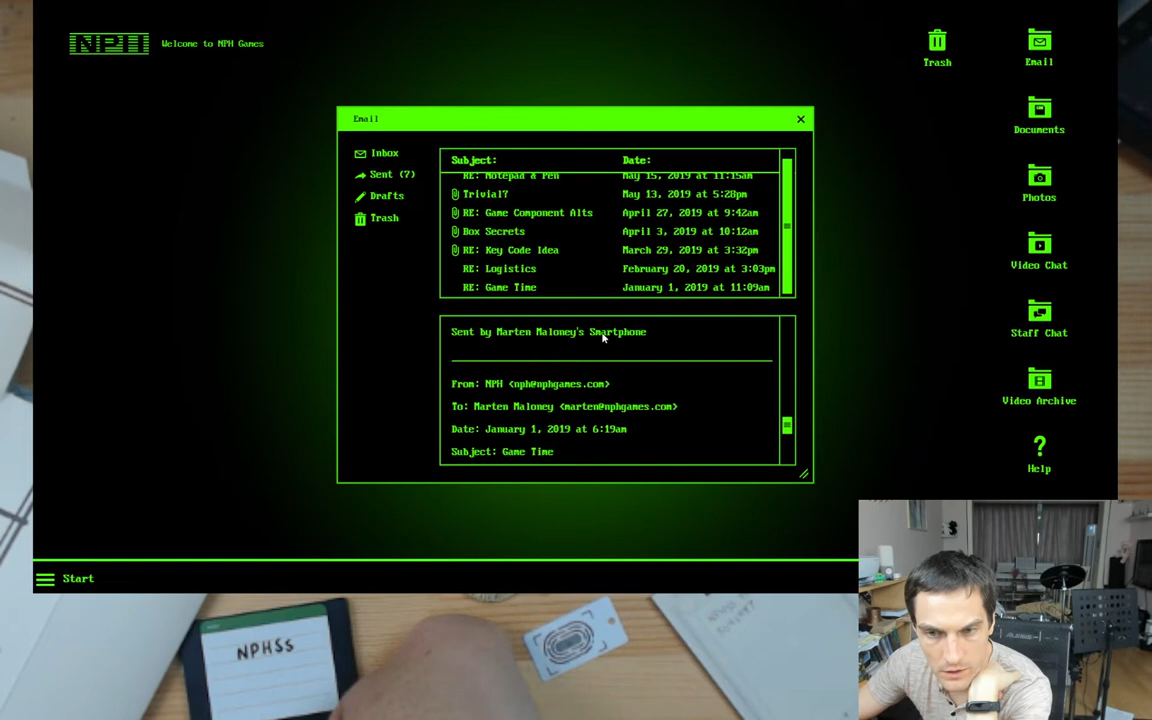 NPH
Welcome to NPH Games
Trash
Email
Documents
Photos
Video Chat
Staff Chat
Video Archive
?
Help
Email
Inbox
Sent (7)
Drafts
Trash
Subject: Date:
RE: Notepad & Pen May 15, 2019 at 11:15am
Trivial? May 13, 2019 at 5:28pm
RE: Game Component Alts April 27, 2019 at 9:42am
Box Secrets April 3, 2019 at 10:12am
RE: Key Code Idea March 29, 2019 at 3:32pm
RE: Logistics February 20, 2019 at 3:03pm
RE: Game Time January 1, 2019 at 11:09am
Sent by Marten Maloney's Smartphone
From: NPH <nph@nphgames.com>
To: Marten Maloney <marten@nphgames.com>
Date: January 1, 2019 at 6:19am
Subject: Game Time
Start
NPHSs
ALESIS